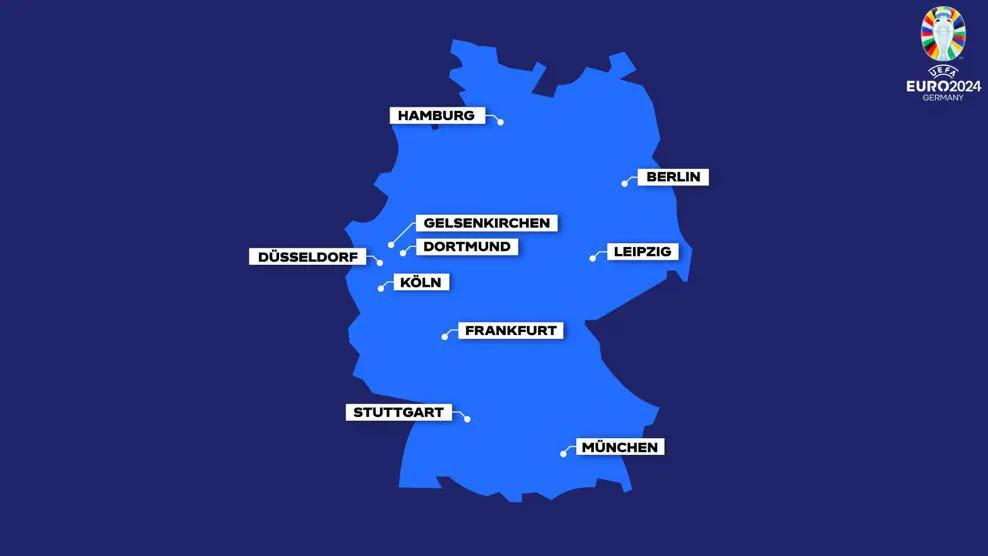 UEFA
EURO2024
GERMANY
HAMBURG
BERLIN
GELSENKIRCHEN
DORTMUND
DÜSSELDORF
LEIPZIG
KÖLN
FRANKFURT
STUTTGART
MÜNCHEN